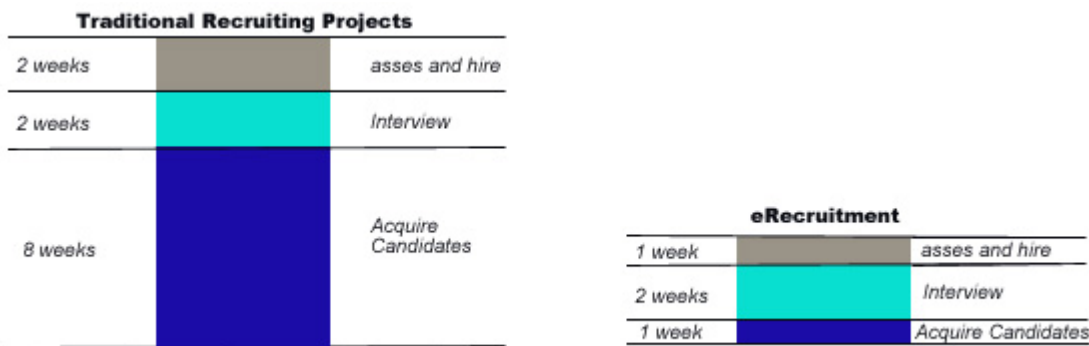 Traditional Recruiting Projects
2 weeks asses and hire
2 weeks Interview
8 weeks Acquire
Candidates
eRecruitment
1 week asses and hire
2 weeks Interview
1 week Acquire Candidates